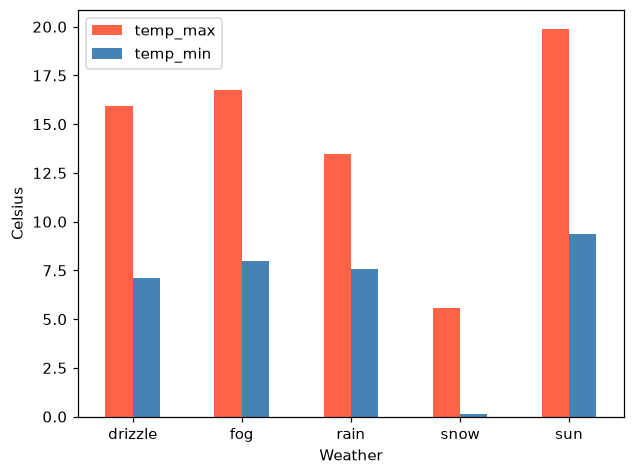 temp_max
temp_min
20.0
17.5
15.0
12.5
10.0
7.5
5.0
2.5
0.0
Celsius
drizzle fog rain snow sun
Weather